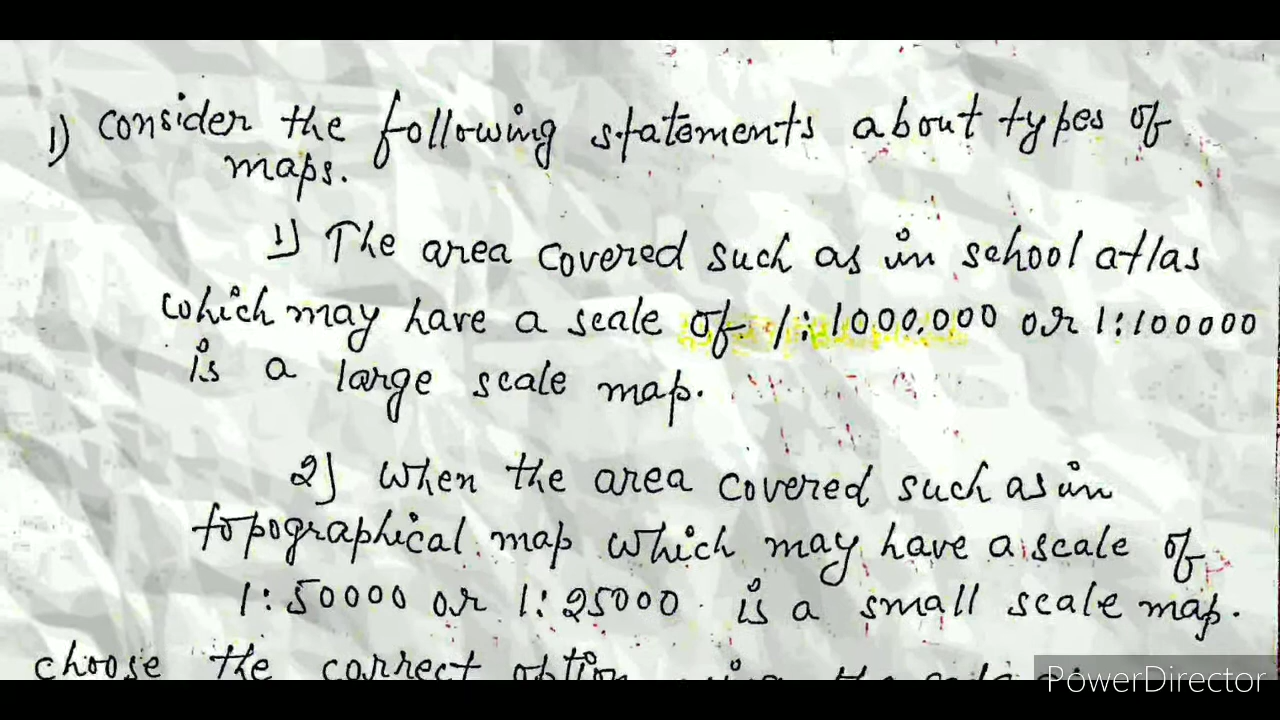 1) Consider the following statements about types of
maps.
1) The area covered such as in school atlas
which may have a scale of 1:1000,000 or 1:100000
is a large scale map.
2) When the area covered such as in
topographical map which may have a scale of
1:50000 or 1:25000 is a small scale map.
choose the correct option
PowerDirector